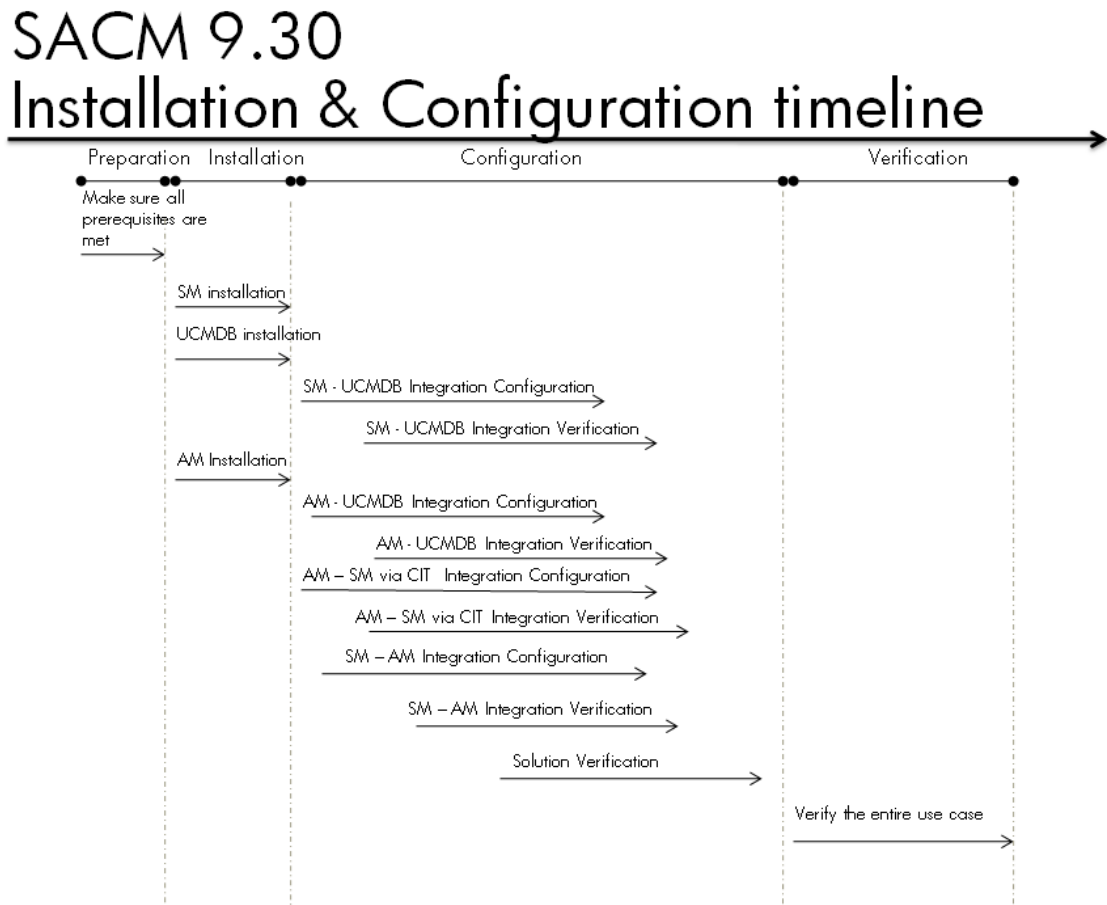 SACM 9.30
Installation & Configuration timeline
Preparation Installation Configuration Verification
Make sure all
prerequisites are
met
SM installation
UCMDB installation
SM - UCMDB Integration Configuration
SM - UCMDB Integration Verification
AM Installation
AM - UCMDB Integration Configuration
AM - UCMDB Integration Verification
AM – SM via CIT Integration Configuration
AM – SM via CIT Integration Verification
SM – AM Integration Configuration
SM – AM Integration Verification
Solution Verification
Verify the entire use case